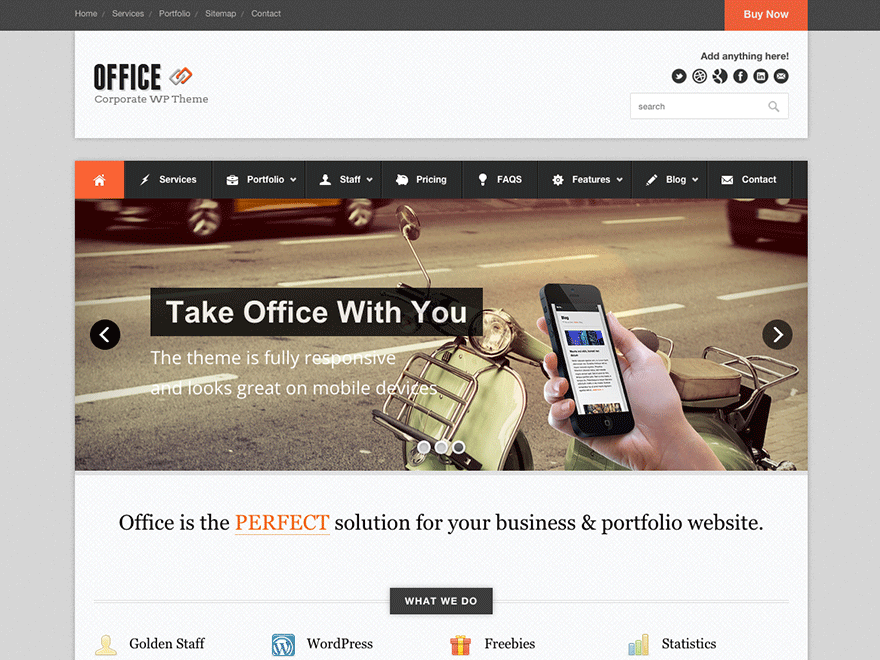 Home / Services / Portfolio / Sitemap / Contact
Buy Now
Add anything here!
OFFICE
Corporate WP Theme
search
Services
Portfolio
Staff
Pricing
FAQS
Features
Blog
Contact
Take Office With You
The theme is fully responsive
and looks great on mobile devices
Blog
Office is the PERFECT solution for your business & portfolio website.
WHAT WE DO
Golden Staff
WordPress
Freebies
Statistics